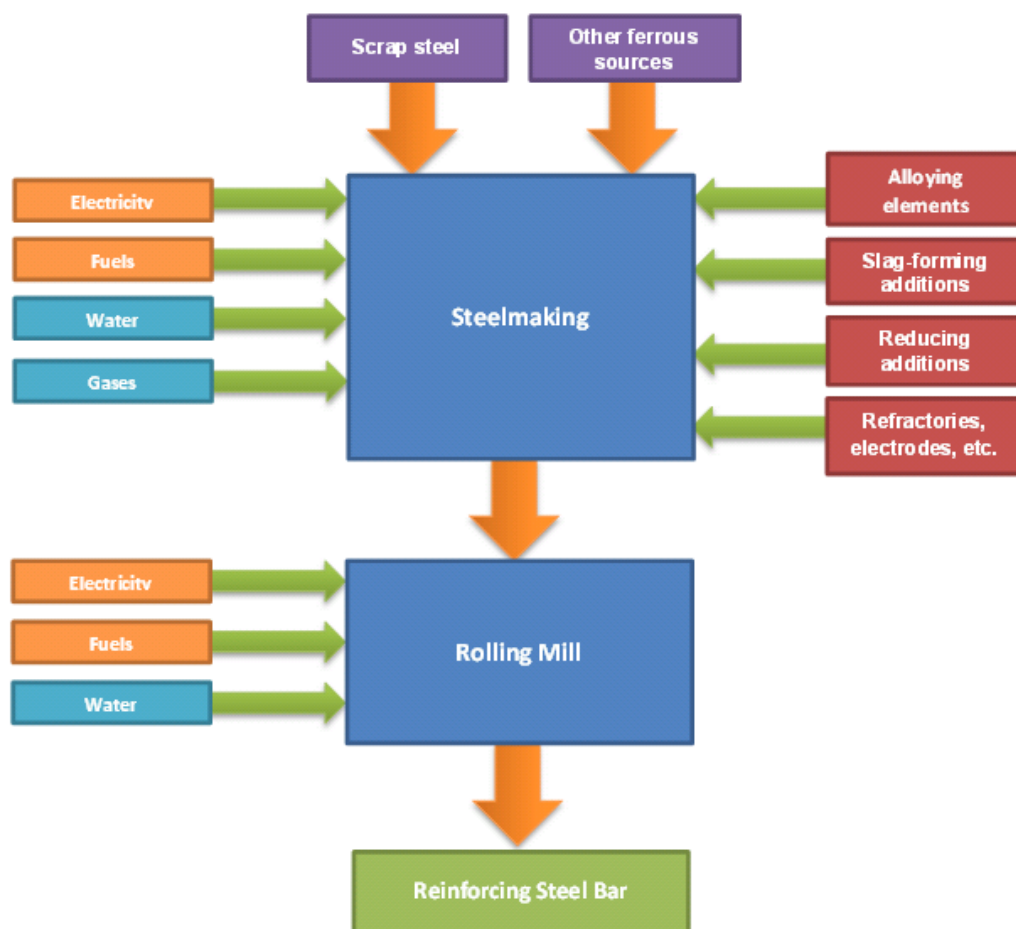 Scrap steel
Other ferrous
sources
Electricity
Fuels
Water
Gases
Steelmaking
Alloying
elements
Slag-forming
additions
Reducing
additions
Refractories,
electrodes, etc.
Electricity
Fuels
Water
Rolling Mill
Reinforcing Steel Bar